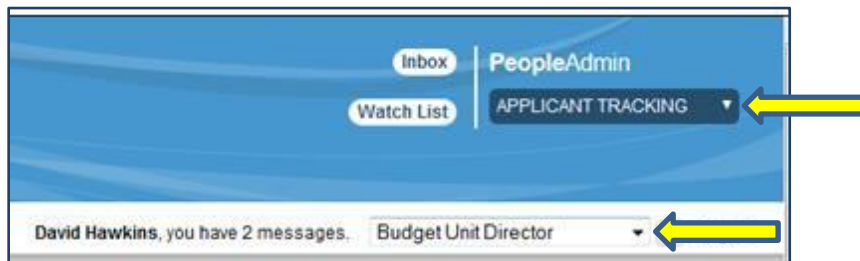 Inbox PeopleAdmin
Watch List APPLICANT TRACKING
David Hawkins, you have 2 messages. Budget Unit Director